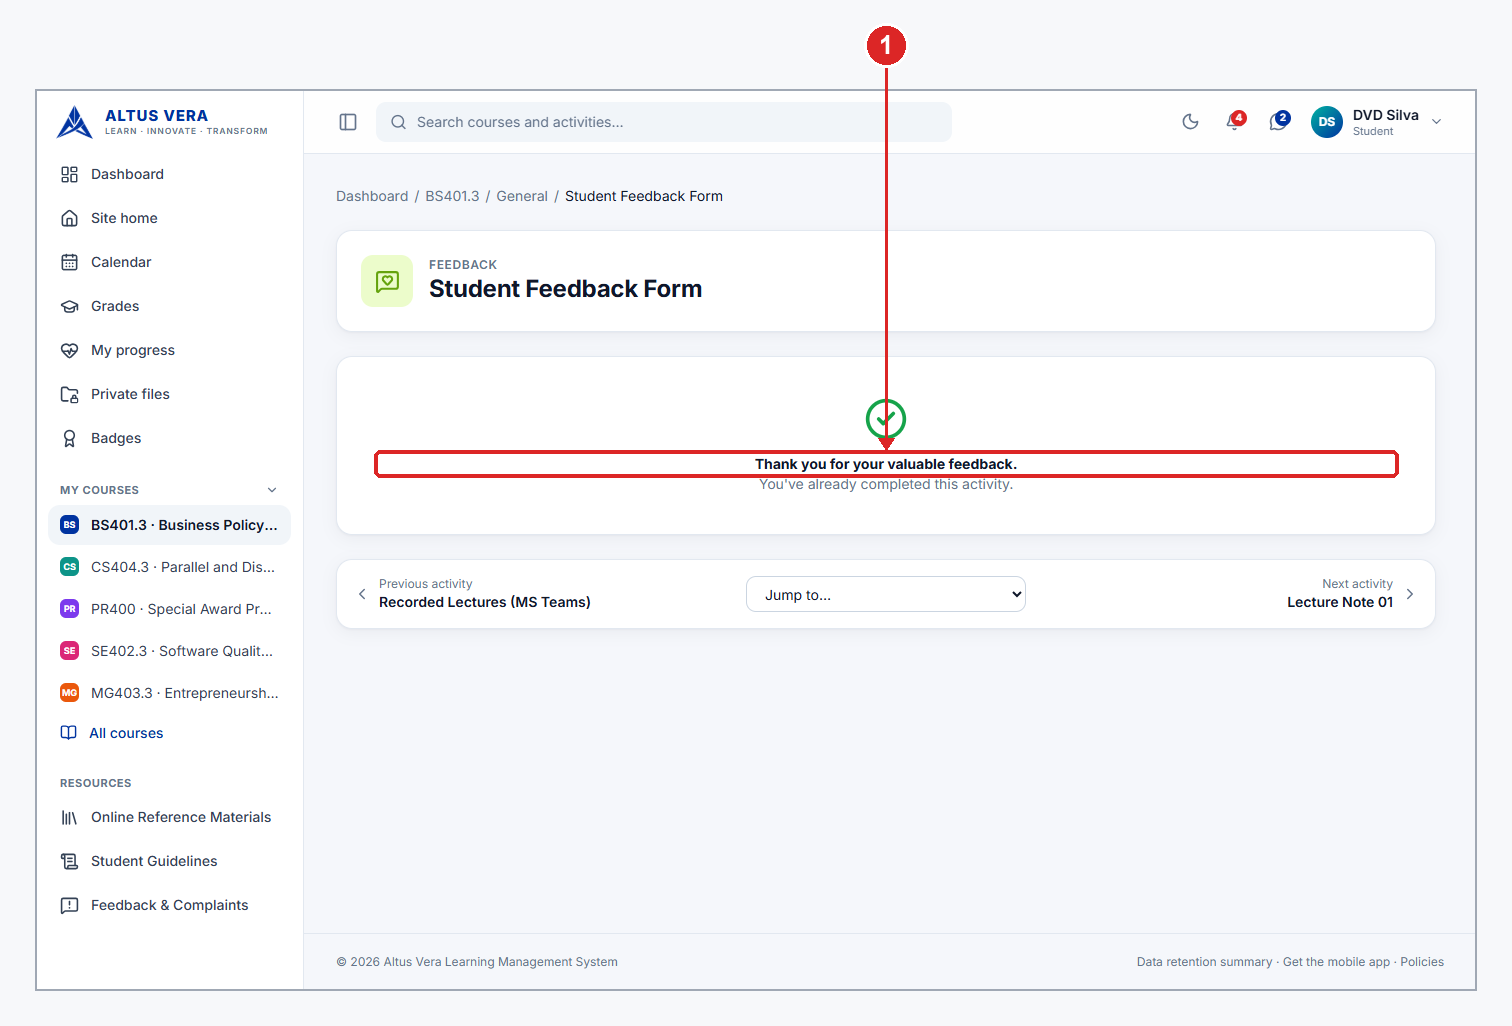 1
ALTUS VERA
LEARN · INNOVATE · TRANSFORM
Search courses and activities...
4
2
DS
DVD Silva
Student
Dashboard
Site home
Calendar
Grades
My progress
Private files
Badges
MY COURSES
BS BS401.3 · Business Policy...
CS CS404.3 · Parallel and Dis...
PR PR400 · Special Award Pr...
SE SE402.3 · Software Qualit...
MG MG403.3 · Entrepreneursh...
All courses
RESOURCES
Online Reference Materials
Student Guidelines
Feedback & Complaints
Dashboard / BS401.3 / General / Student Feedback Form
FEEDBACK
Student Feedback Form
Thank you for your valuable feedback.
You've already completed this activity.
Previous activity
Recorded Lectures (MS Teams)
Jump to...
Next activity
Lecture Note 01
© 2026 Altus Vera Learning Management System
Data retention summary · Get the mobile app · Policies